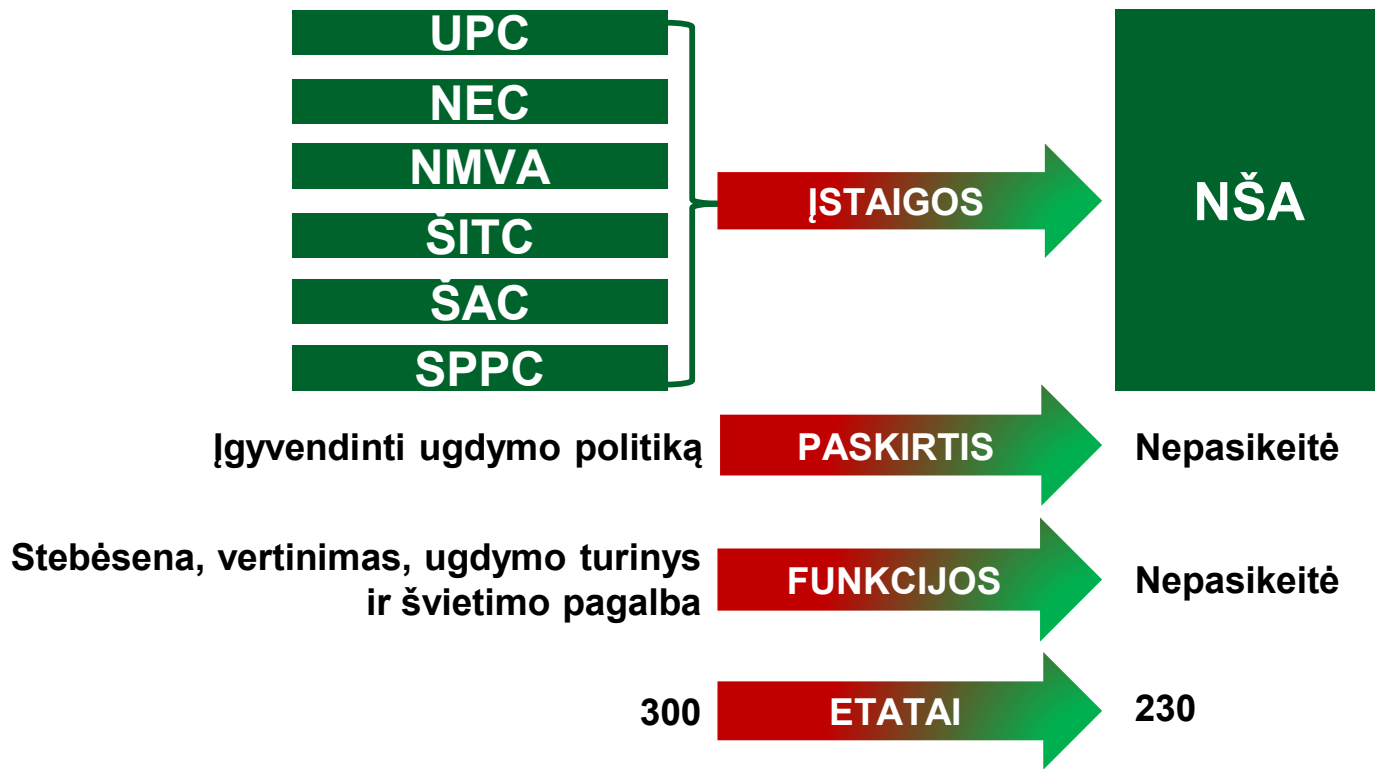 UPC
NEC
NMVA
ŠITC
ŠAC
SPPC
ĮSTAIGOS
NŠA
Įgyvendinti ugdymo politiką
PASKIRTIS
Nepasikeitė
Stebėsena, vertinimas, ugdymo turinys
ir švietimo pagalba
FUNKCIJOS
Nepasikeitė
300
ETATAI
230